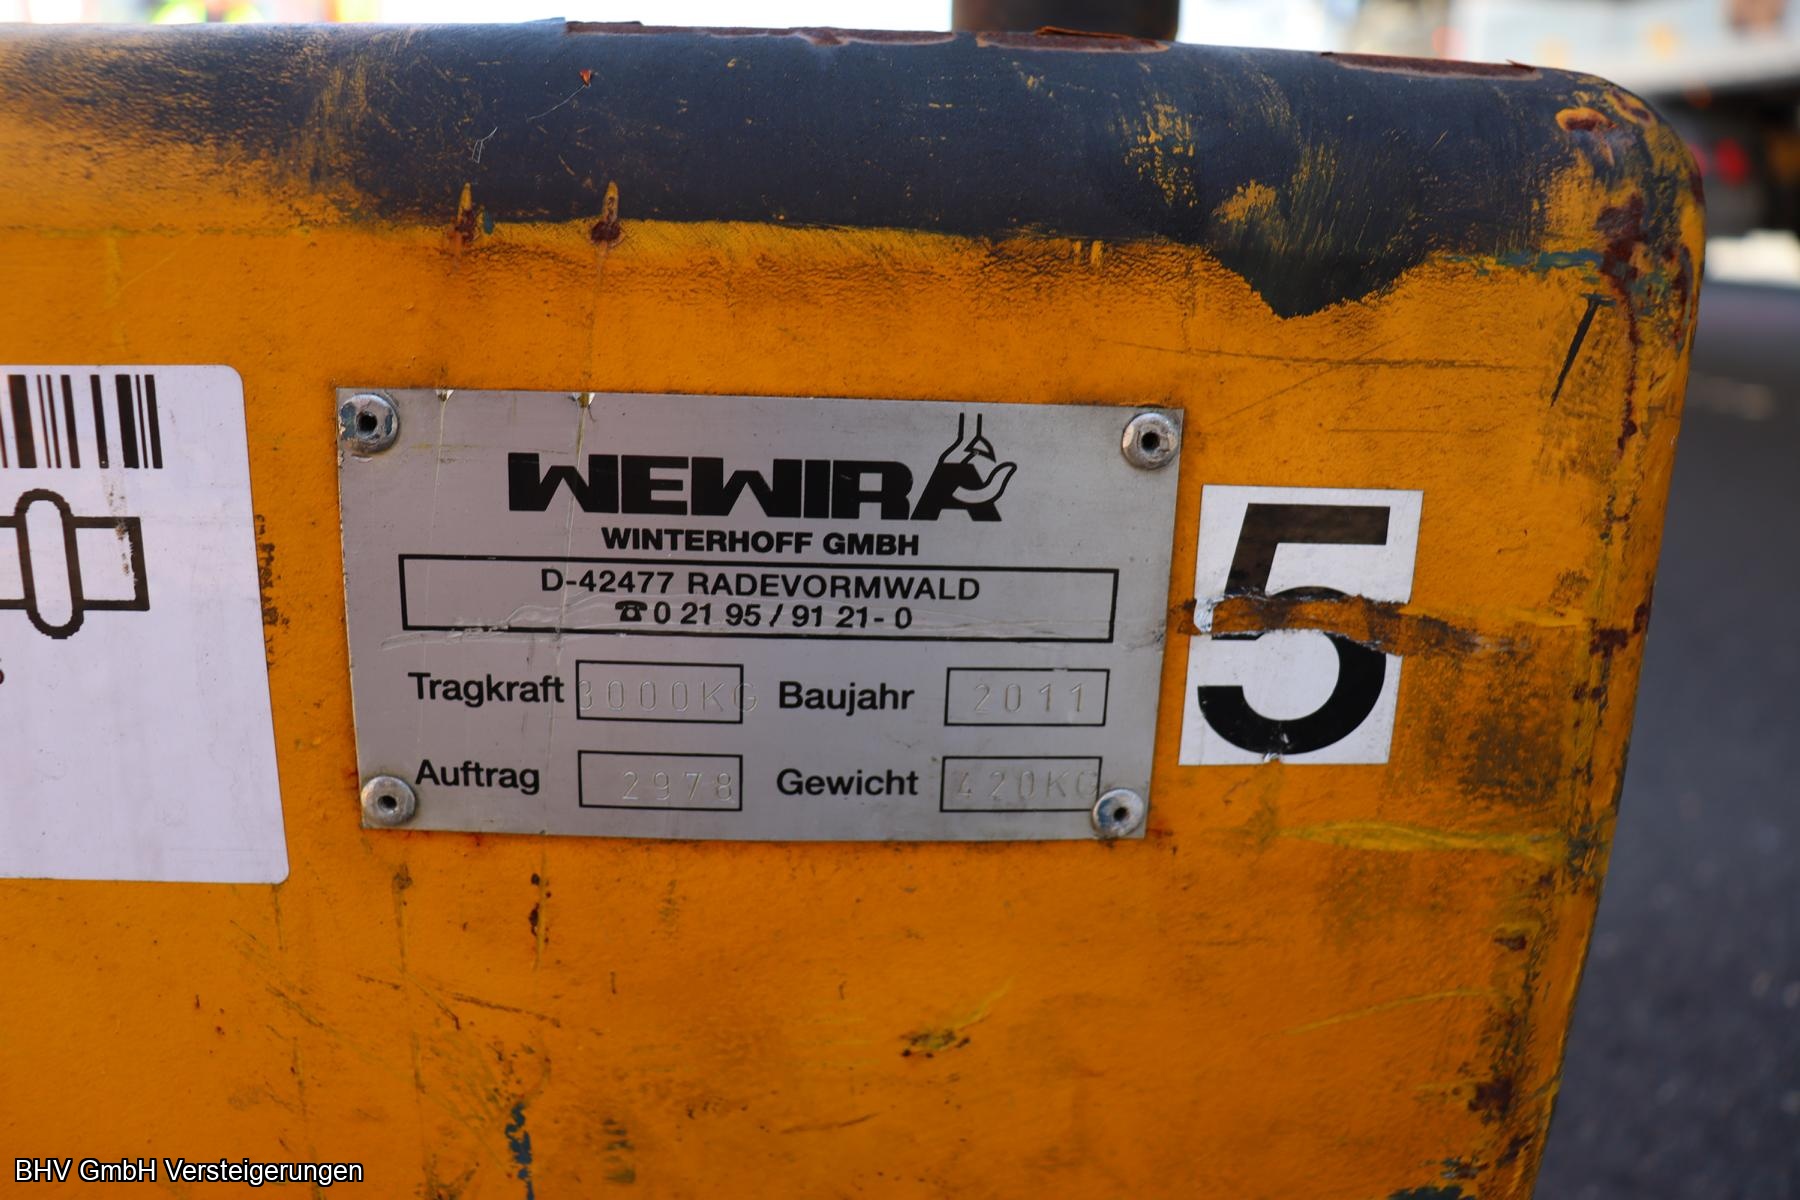 WEWIRA
WINTERHOFF GMBH
D-42477 RADEVORMWALD
☎ 0 21 95 / 91 21 - 0
Tragkraft 3000KG Baujahr 2011
Auftrag 2978 Gewicht 420KG
5
BHV GmbH Versteigerungen